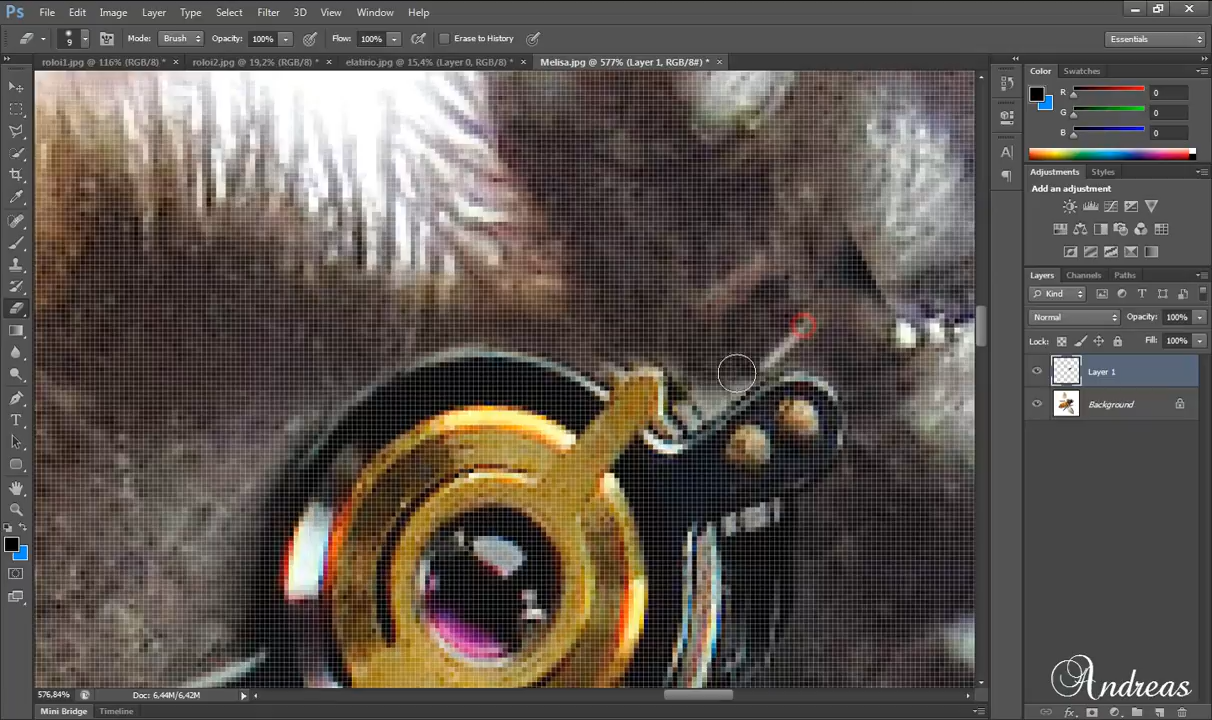 Ps File Edit Image Layer Type Select Filter 3D View Window Help
9 Mode: Brush Opacity: 100% Flow: 100% Erase to History Essentials
roloi1.jpg @ 116% (RGB/8) * × roloi2.jpg @ 19,2% (RGB/8) * × elatirio.jpg @ 15,4% (Layer 0, RGB/8) * × Melisa.jpg @ 577% (Layer 1, RGB/8#) * ×
Color Swatches
R 0
G 0
B 0
Adjustments Styles
Add an adjustment
Layers Channels Paths
Kind
Normal Opacity: 100%
Lock: Fill: 100%
Layer 1
Background
576,84% Doc: 6,44M/6,42M
Mini Bridge Timeline
Andreas
fx